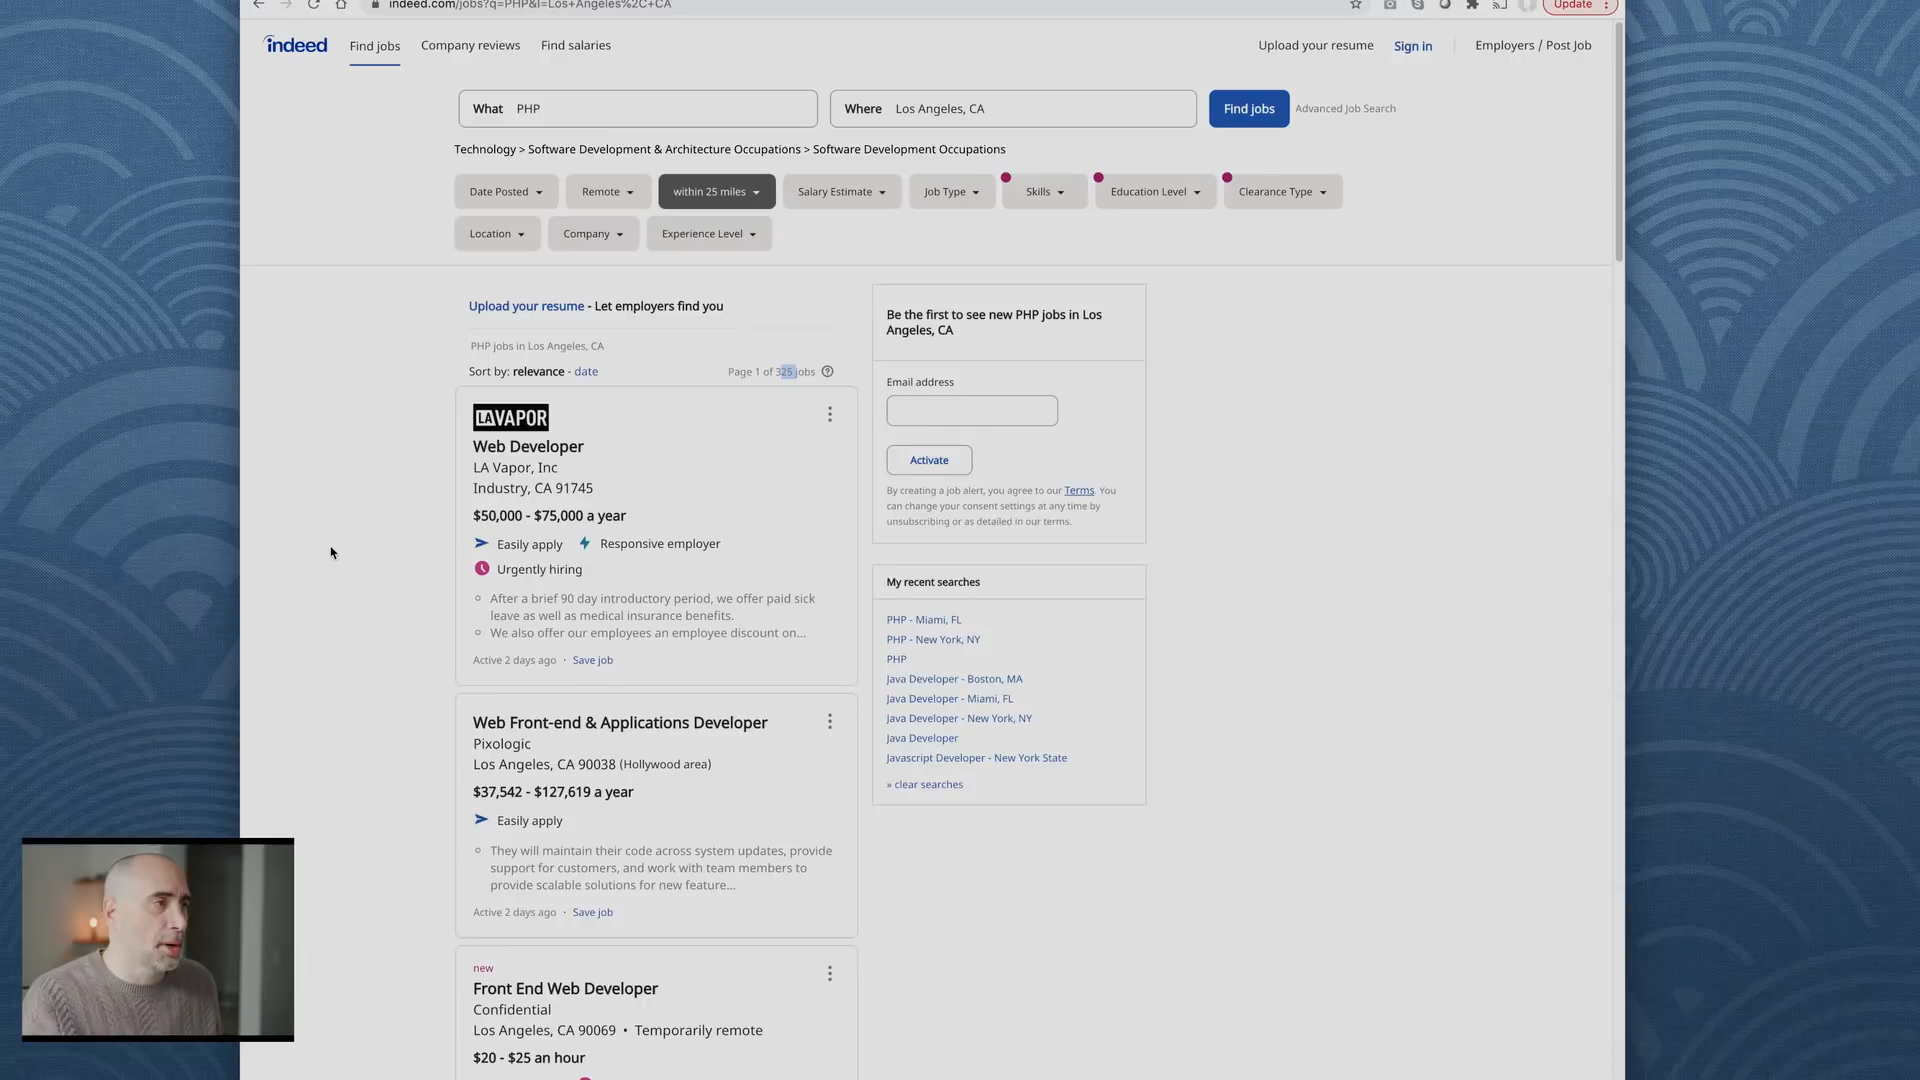 indeed.com/jobs?q=PHP&l=Los+Angeles%2C+CA
Update
indeed
Find jobs
Company reviews
Find salaries
Upload your resume
Sign in
Employers / Post Job
What PHP
Where Los Angeles, CA
Find jobs
Advanced Job Search
Technology > Software Development & Architecture Occupations > Software Development Occupations
Date Posted
Remote
within 25 miles
Salary Estimate
Job Type
Skills
Education Level
Clearance Type
Location
Company
Experience Level
Upload your resume - Let employers find you
PHP jobs in Los Angeles, CA
Sort by: relevance - date
Page 1 of 325 jobs
LA VAPOR
Web Developer
LA Vapor, Inc
Industry, CA 91745
$50,000 - $75,000 a year
Easily apply
Responsive employer
Urgently hiring
After a brief 90 day introductory period, we offer paid sick
leave as well as medical insurance benefits.
We also offer our employees an employee discount on...
Active 2 days ago · Save job
Web Front-end & Applications Developer
Pixologic
Los Angeles, CA 90038 (Hollywood area)
$37,542 - $127,619 a year
Easily apply
They will maintain their code across system updates, provide
support for customers, and work with team members to
provide scalable solutions for new feature...
Active 2 days ago · Save job
new
Front End Web Developer
Confidential
Los Angeles, CA 90069 • Temporarily remote
$20 - $25 an hour
Be the first to see new PHP jobs in Los
Angeles, CA
Email address
Activate
By creating a job alert, you agree to our Terms. You
can change your consent settings at any time by
unsubscribing or as detailed in our terms.
My recent searches
PHP - Miami, FL
PHP - New York, NY
PHP
Java Developer - Boston, MA
Java Developer - Miami, FL
Java Developer - New York, NY
Java Developer
Javascript Developer - New York State
» clear searches